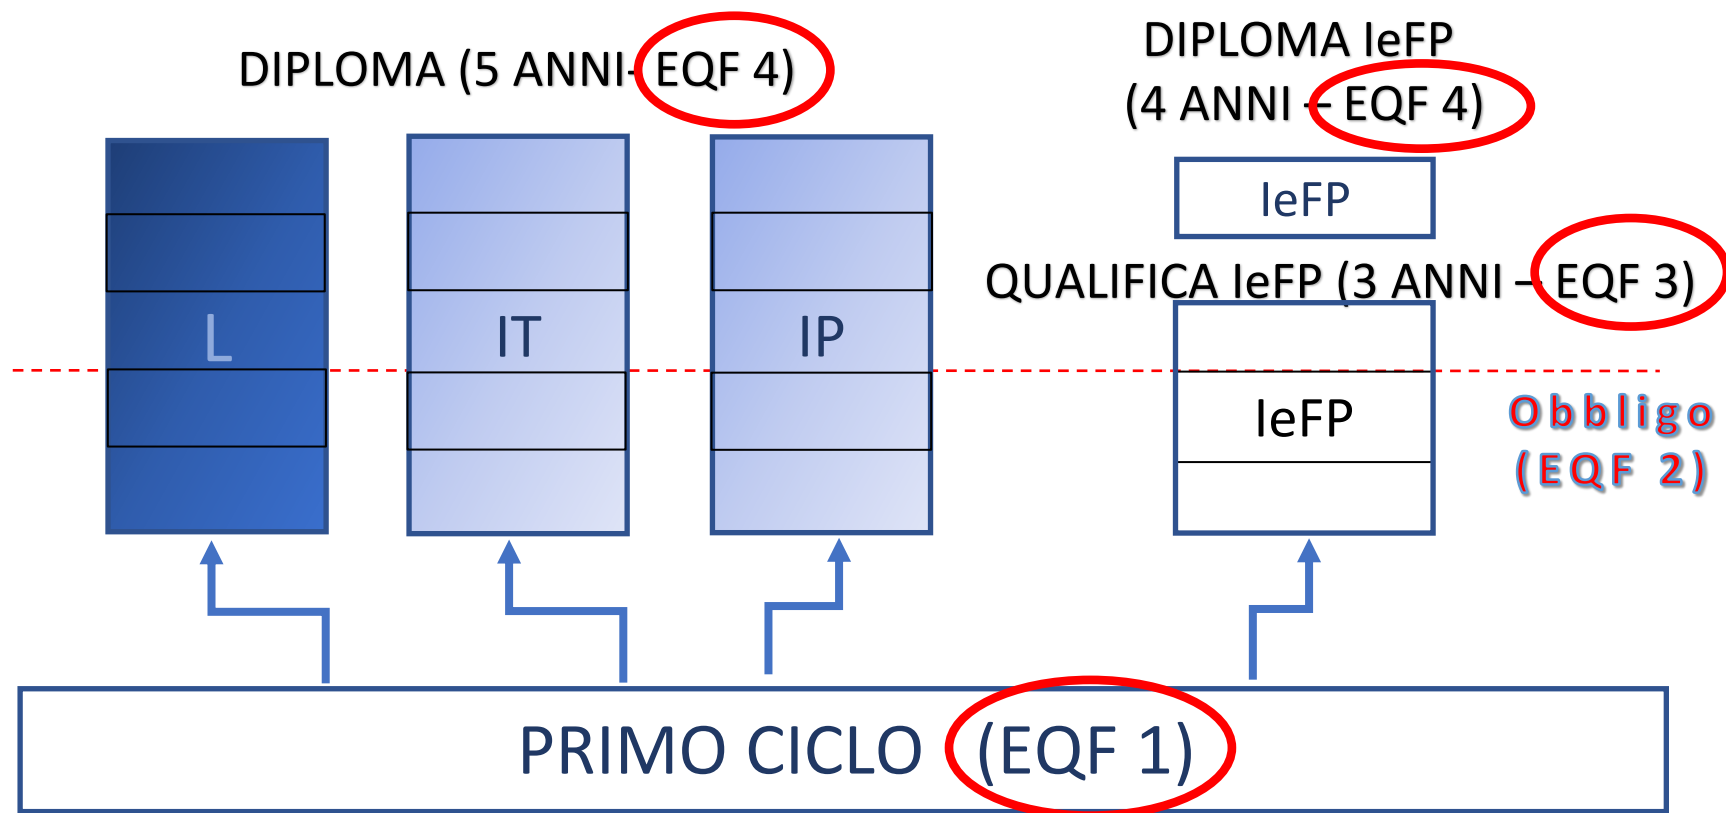 DIPLOMA (5 ANNI- EQF 4)
DIPLOMA IeFP
(4 ANNI – EQF 4)
IeFP
QUALIFICA IeFP (3 ANNI – EQF 3)
L
IT
IP
IeFP
Obbligo
(EQF 2)
PRIMO CICLO (EQF 1)